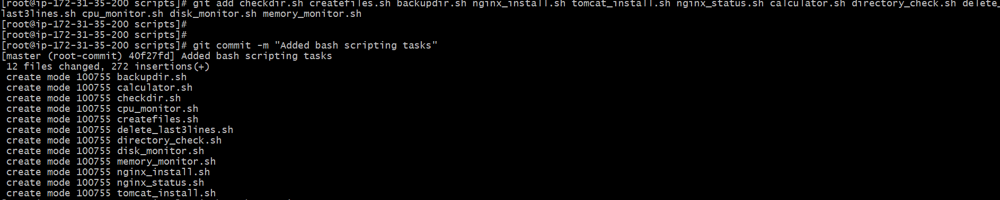 [root@ip-172-31-35-200 scripts]# git add checkdir.sh createfiles.sh backupdir.sh nginx_install.sh tomcat_install.sh nginx_status.sh calculator.sh directory_check.sh delete_
last3lines.sh cpu_monitor.sh disk_monitor.sh memory_monitor.sh
[root@ip-172-31-35-200 scripts]#
[root@ip-172-31-35-200 scripts]#
[root@ip-172-31-35-200 scripts]# git commit -m "Added bash scripting tasks"
[master (root-commit) 40f27fd] Added bash scripting tasks
 12 files changed, 272 insertions(+)
 create mode 100755 backupdir.sh
 create mode 100755 calculator.sh
 create mode 100755 checkdir.sh
 create mode 100755 cpu_monitor.sh
 create mode 100755 createfiles.sh
 create mode 100755 delete_last3lines.sh
 create mode 100755 directory_check.sh
 create mode 100755 disk_monitor.sh
 create mode 100755 memory_monitor.sh
 create mode 100755 nginx_install.sh
 create mode 100755 nginx_status.sh
 create mode 100755 tomcat_install.sh